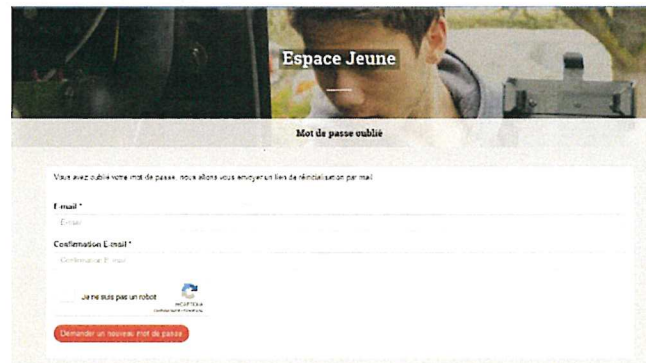 Espace Jeune
Mot de passe oublié
Vous avez oublié votre mot de passe, nous allons vous envoyer un lien de réinitialisation par mail
E-mail *
E-mail
Confirmation E-mail *
Confirmation E-mail
Je ne suis pas un robot
reCAPTCHA
Demander un nouveau mot de passe